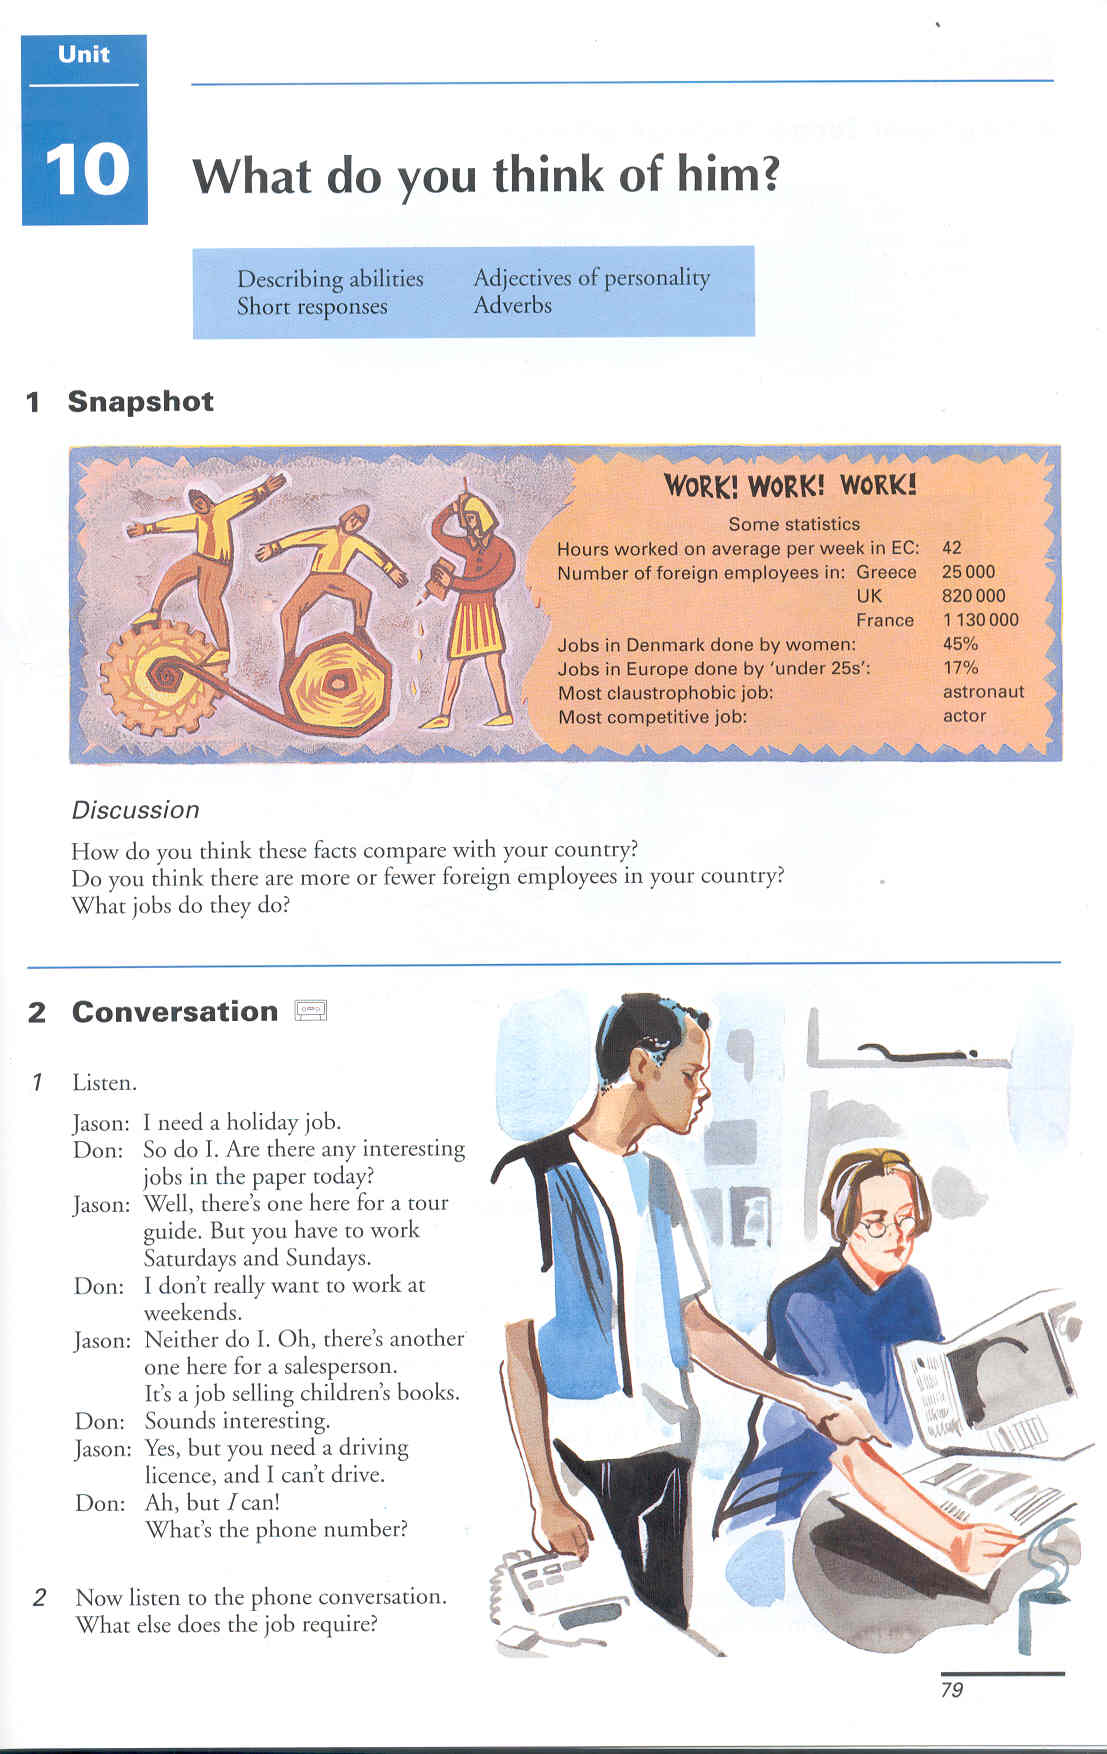 Unit
10
What do you think of him?
Describing abilities Adjectives of personality
Short responses Adverbs
1 Snapshot
WORK! WORK! WORK!
Some statistics
Hours worked on average per week in EC: 42
Number of foreign employees in: Greece 25 000
UK 820 000
France 1 130 000
Jobs in Denmark done by women: 45%
Jobs in Europe done by ‘under 25s’: 17%
Most claustrophobic job: astronaut
Most competitive job: actor
Discussion
How do you think these facts compare with your country?
Do you think there are more or fewer foreign employees in your country?
What jobs do they do?
2 Conversation
1 Listen.
Jason: I need a holiday job.
Don: So do I. Are there any interesting
jobs in the paper today?
Jason: Well, there's one here for a tour
guide. But you have to work
Saturdays and Sundays.
Don: I don't really want to work at
weekends.
Jason: Neither do I. Oh, there's another
one here for a salesperson.
It's a job selling children's books.
Don: Sounds interesting.
Jason: Yes, but you need a driving
licence, and I can't drive.
Don: Ah, but I can!
What's the phone number?
2 Now listen to the phone conversation.
What else does the job require?
79